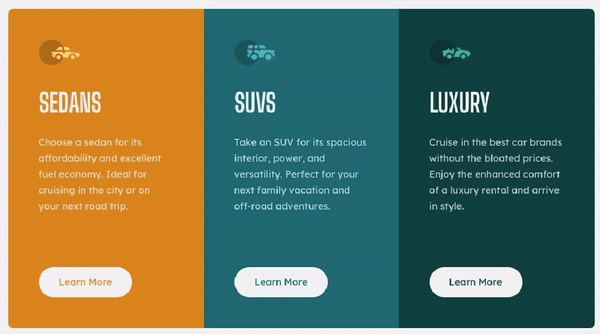 SEDANS
Choose a sedan for its
affordability and excellent
fuel economy. Ideal for
cruising in the city or on
your next road trip.
Learn More
SUVS
Take an SUV for its spacious
interior, power, and
versatility. Perfect for your
next family vacation and
off-road adventures.
Learn More
LUXURY
Cruise in the best car brands
without the bloated prices.
Enjoy the enhanced comfort
of a luxury rental and arrive
in style.
Learn More